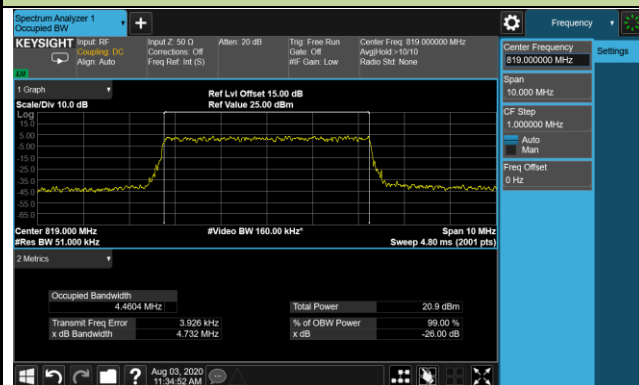 Spectrum Analyzer 1
Occupied BW
Frequency
KEYSIGHT
Input: RF
Coupling: DC
Align: Auto
Input Z: 50 Ω
Corrections: Off
Freq Ref: Int (S)
Atten: 20 dB
Trig: Free Run
Gate: Off
#IF Gain: Low
Center Freq: 819.000000 MHz
Avg|Hold:>10/10
Radio Std: None
LXI
Center Frequency
819.000000 MHz
Settings
Span
10.000 MHz
CF Step
1.000000 MHz
Auto
Man
Freq Offset
0 Hz
1 Graph
Scale/Div 10.0 dB
Ref Lvl Offset 15.00 dB
Ref Value 25.00 dBm
Log
15.0
5.00
-5.00
-15.0
-25.0
-35.0
-45.0
-55.0
-65.0
Center 819.000 MHz
#Res BW 51.000 kHz
#Video BW 160.00 kHz*
Span 10 MHz
Sweep 4.80 ms (2001 pts)
2 Metrics
Occupied Bandwidth
4.4604 MHz
Total Power 20.9 dBm
Transmit Freq Error 3.926 kHz
% of OBW Power 99.00 %
x dB Bandwidth 4.732 MHz
x dB -26.00 dB
Aug 03, 2020
11:34:52 AM